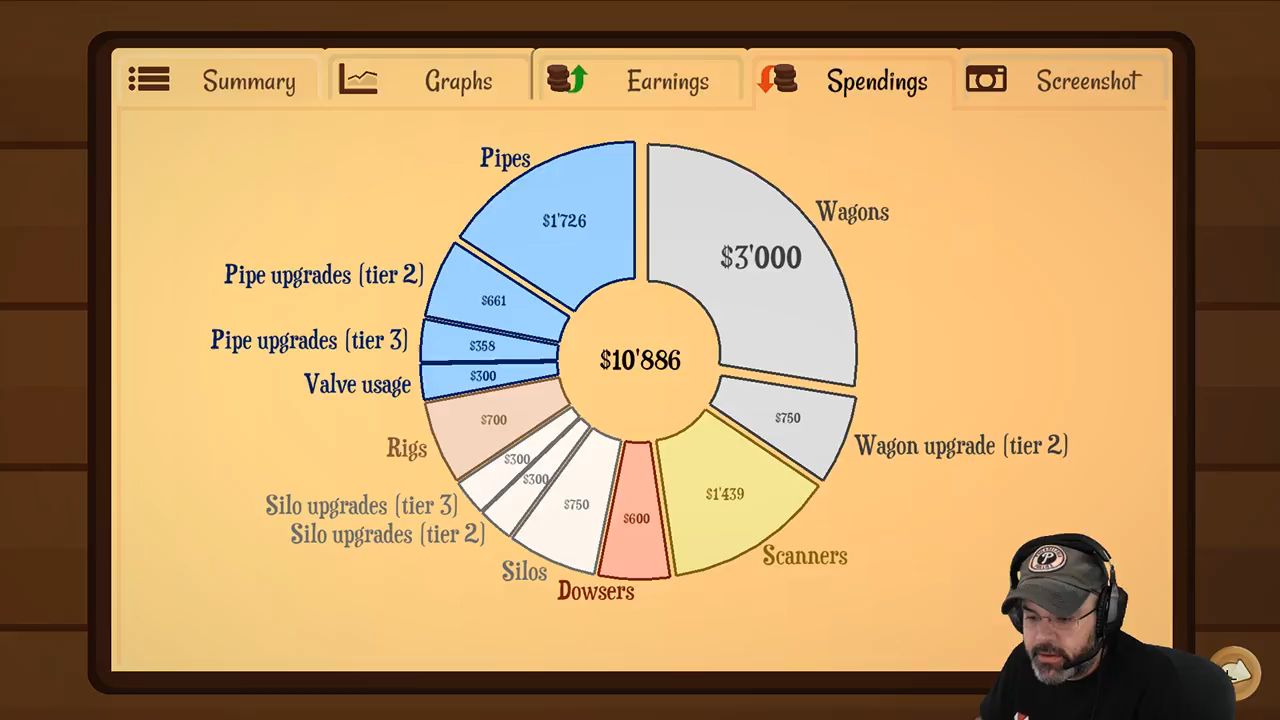 Summary
Graphs
Earnings
Spendings
Screenshot
Pipes
$1'726
Wagons
$3'000
Pipe upgrades (tier 2)
$661
Pipe upgrades (tier 3)
$358
$10'886
Valve usage
$300
$700
$750
Rigs
Wagon upgrade (tier 2)
$300
$300
$1'439
Silo upgrades (tier 3)
$750
$600
Silo upgrades (tier 2)
Scanners
Silos
Dowsers
P